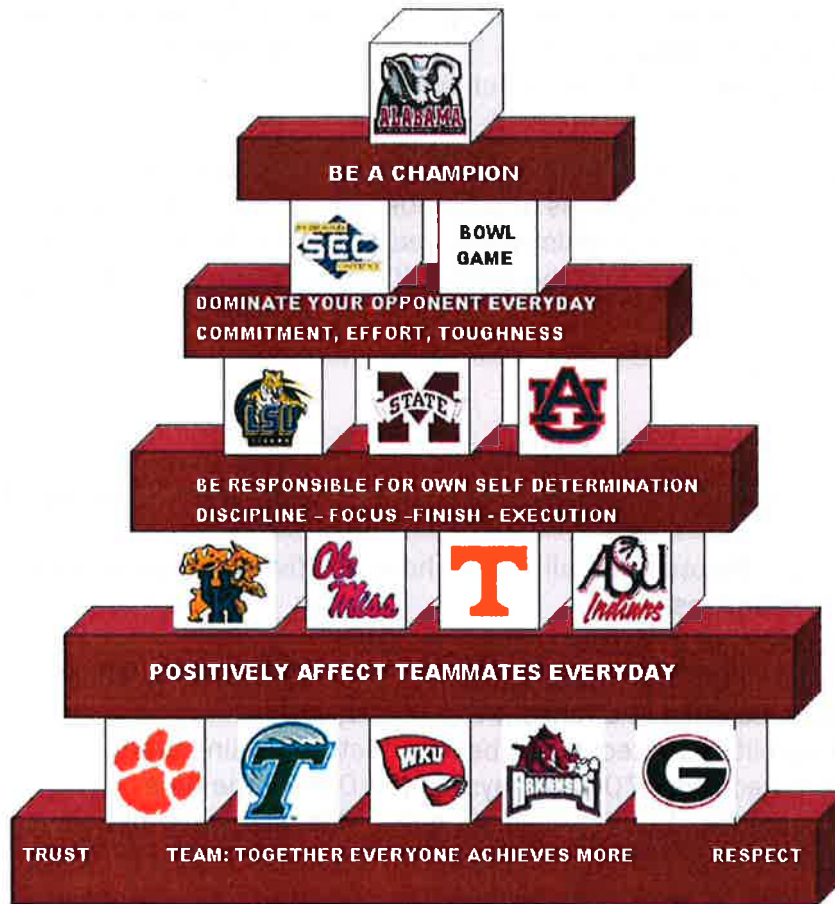 ALABAMA
BE A CHAMPION
SEC
BOWL
GAME
DOMINATE YOUR OPPONENT EVERYDAY
COMMITMENT, EFFORT, TOUGHNESS
LSU
STATE
AU
BE RESPONSIBLE FOR OWN SELF DETERMINATION
DISCIPLINE – FOCUS –FINISH - EXECUTION
UK
Ole
Miss
T
ASU
Indians
POSITIVELY AFFECT TEAMMATES EVERYDAY
T
WKU
ARKANSAS
G
TRUST TEAM: TOGETHER EVERYONE ACHIEVES MORE RESPECT